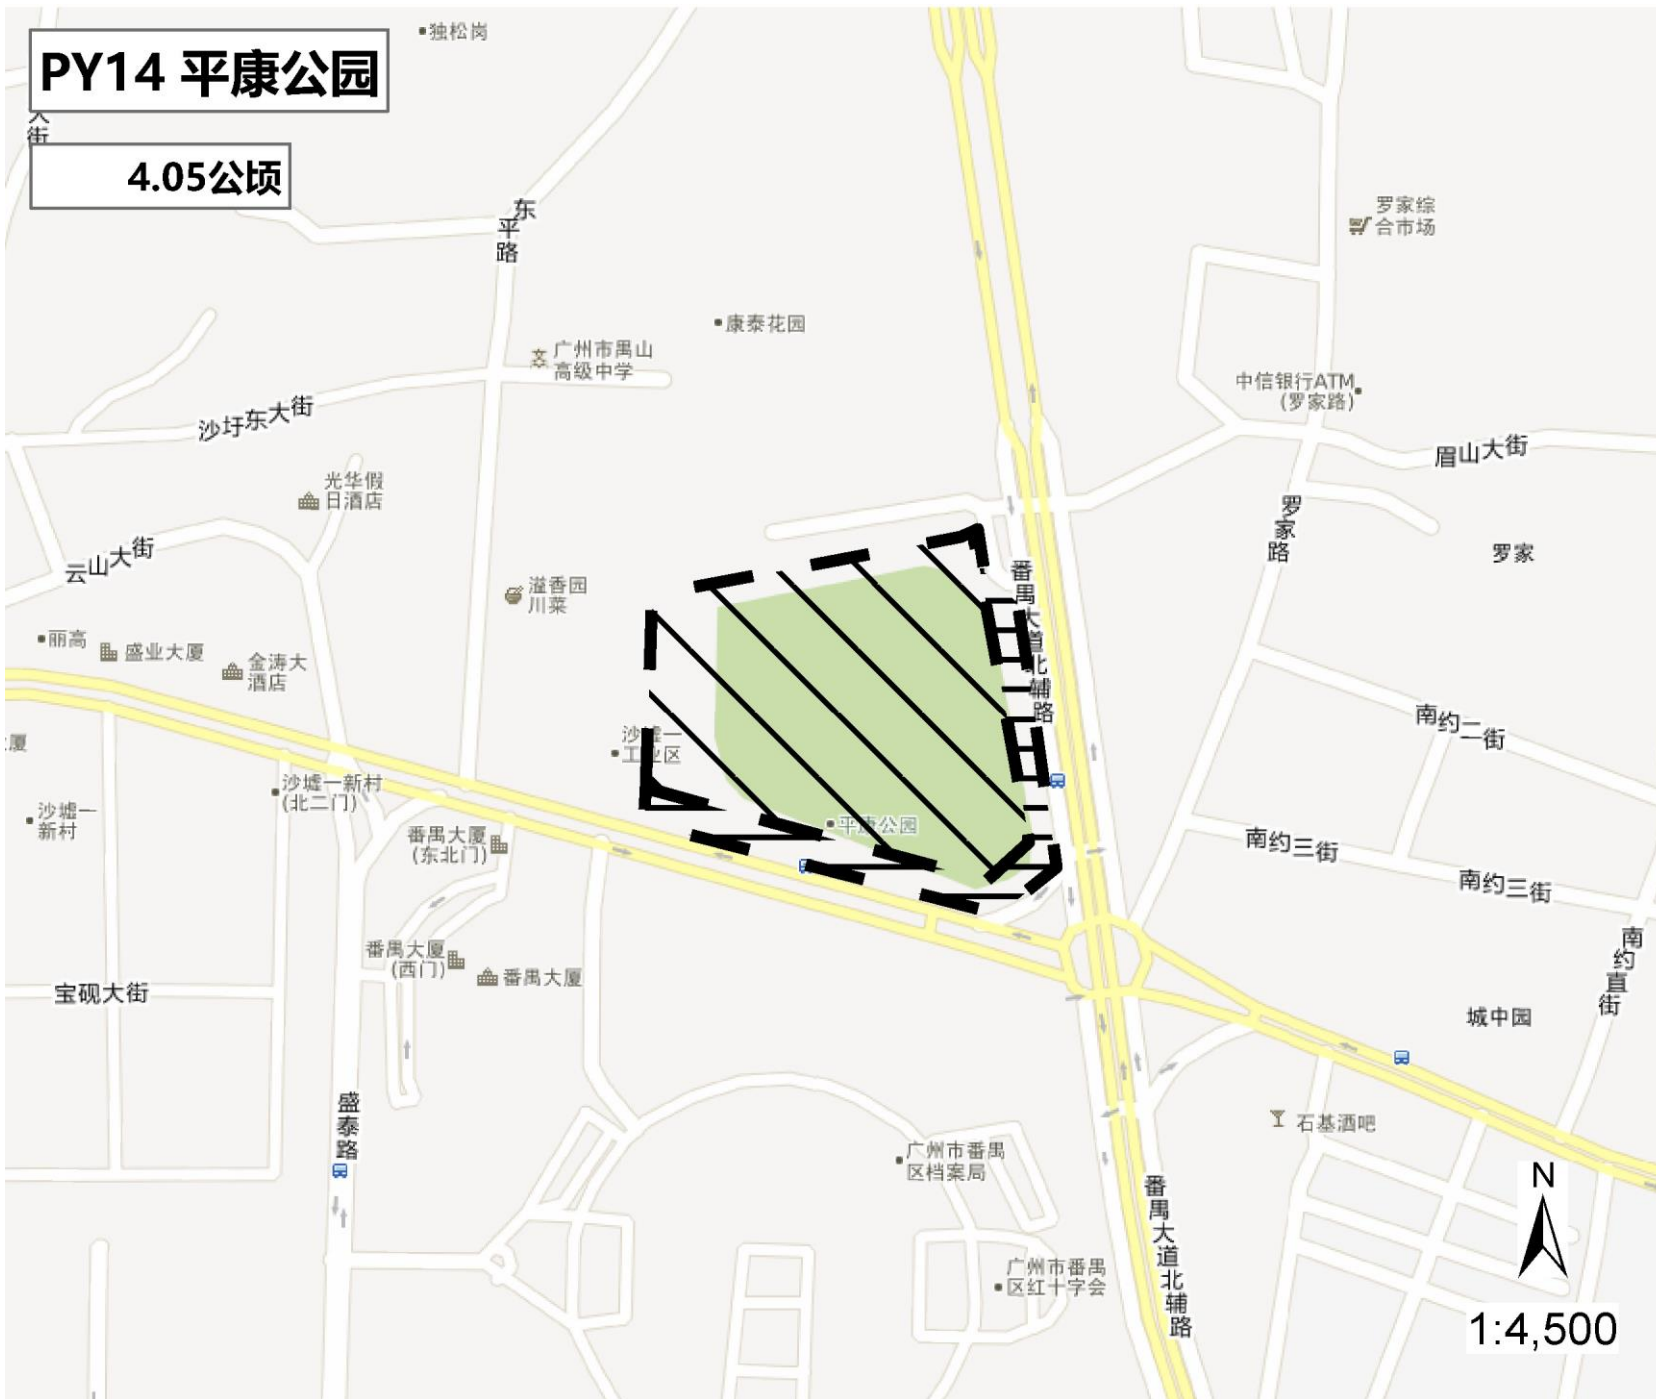 PY14 平康公园
4.05公顷
独松岗
大街
东平路
罗家综
合市场
康泰花园
广州市禺山
高级中学
中信银行ATM
(罗家路)
沙圩东大街
眉山大街
光华假
日酒店
罗家路
罗家
云山大街
溢香园
川菜
番禺大道北辅路
丽高
盛业大厦
金涛大
酒店
南约二街
厦
沙墟一
工业区
沙墟一新村
(北二门)
沙墟一
新村
番禺大厦
(东北门)
平康公园
南约三街
南约三街
南约直街
番禺大厦
(西门)
番禺大厦
宝砚大街
城中园
盛泰路
石基酒吧
广州市番禺
区档案局
番禺大道北辅路
广州市番禺
区红十字会
N
1:4,500